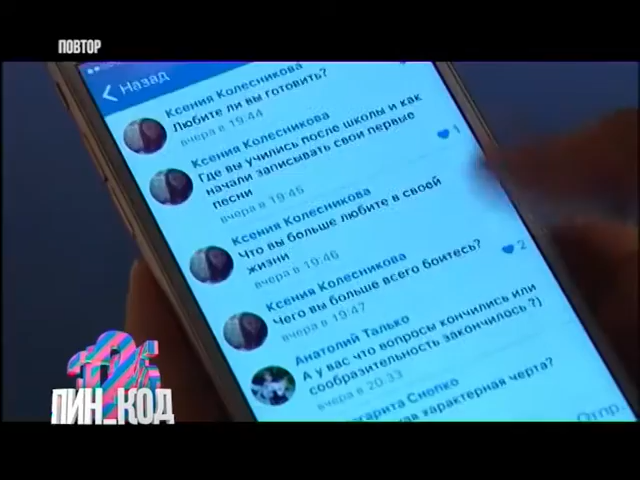 ПОВТОР
Назад
Ксения Колесникова
Любите ли вы готовить?
вчера в 19:44
Ксения Колесникова
Где вы учились после школы и как
начали записывать свои первые
песни
вчера в 19:45
1
Ксения Колесникова
Что вы больше любите в своей
жизни
вчера в 19:46
Ксения Колесникова
Чего вы больше всего боитесь?
вчера в 19:47
2
Анатолий Талько
А у вас что вопросы кончились или
сообразительность закончилось ?)
вчера в 20:33
характерная черта?
Отпр.
12+
ПИН_КОД